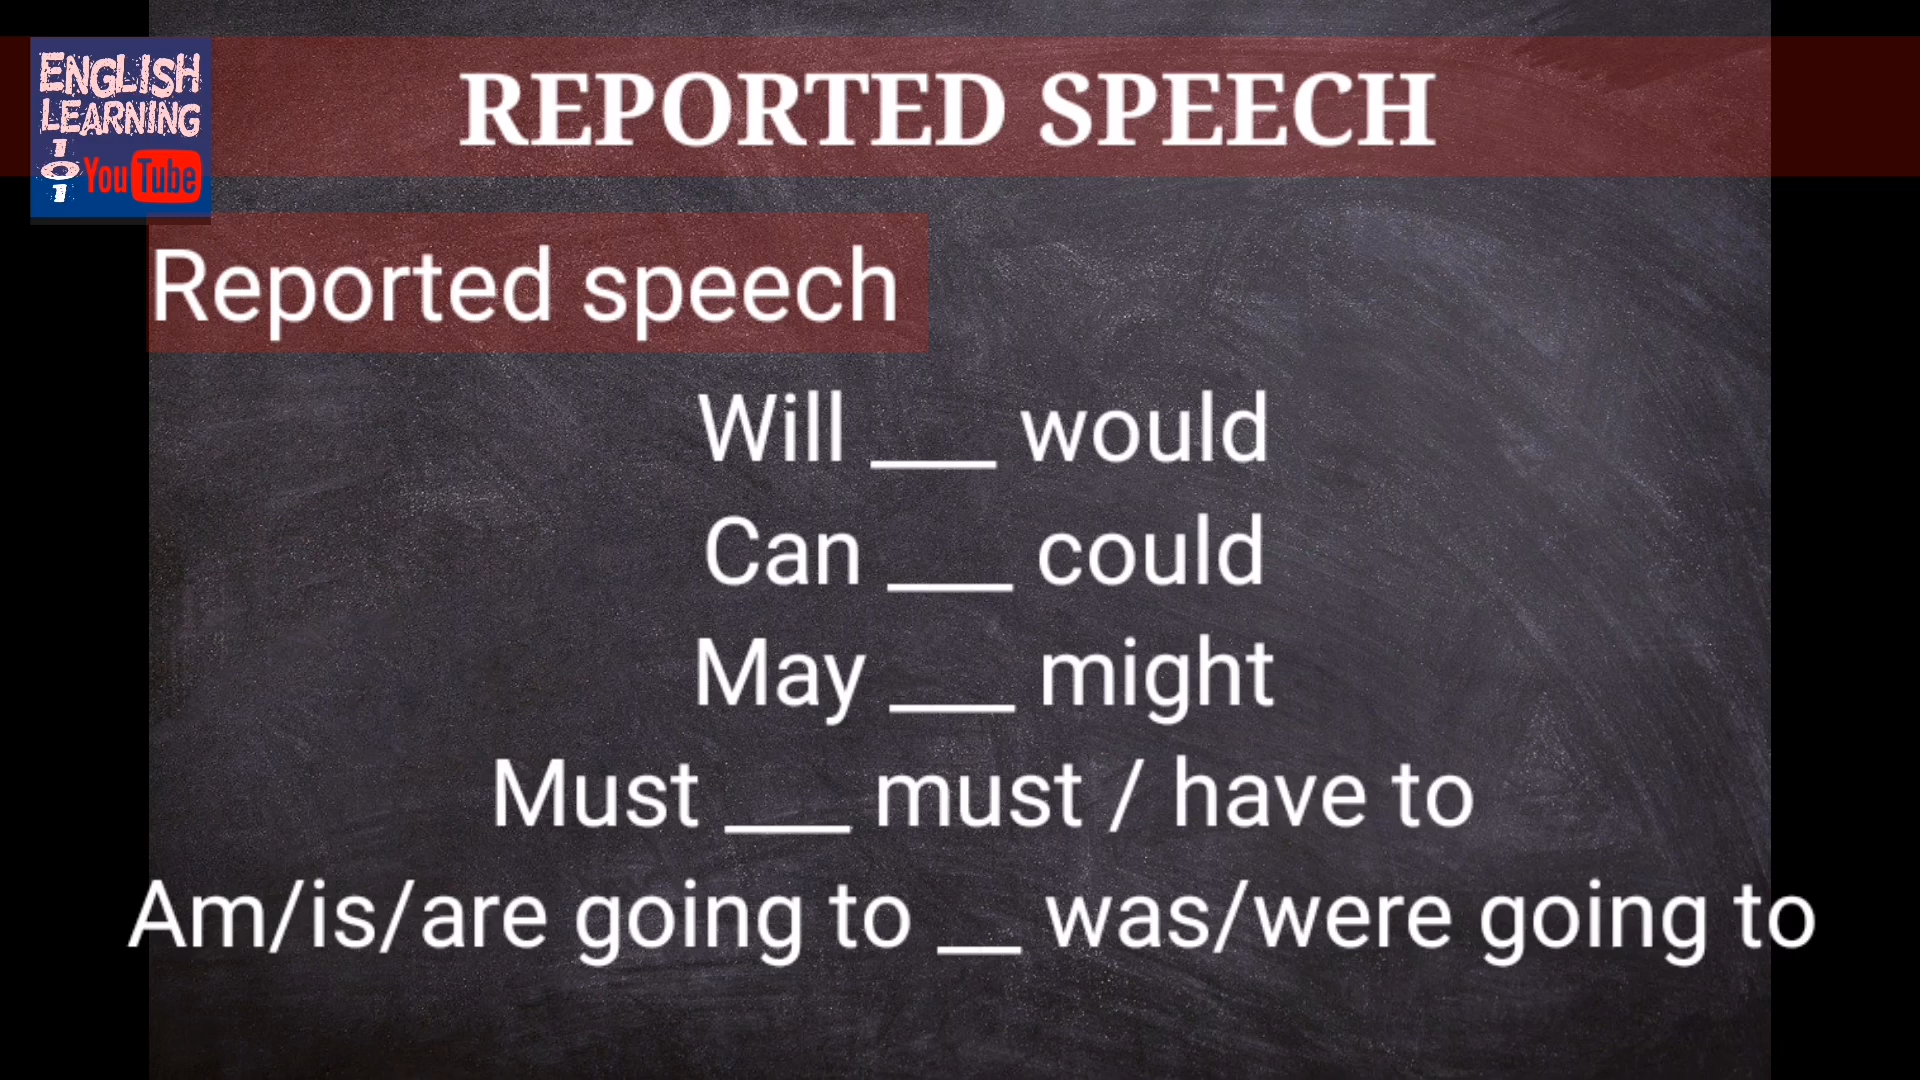 ENGLISH
LEARNING
101
YouTube
REPORTED SPEECH
Reported speech
Will ___ would
Can ___ could
May ___ might
Must ___ must / have to
Am/is/are going to __ was/were going to